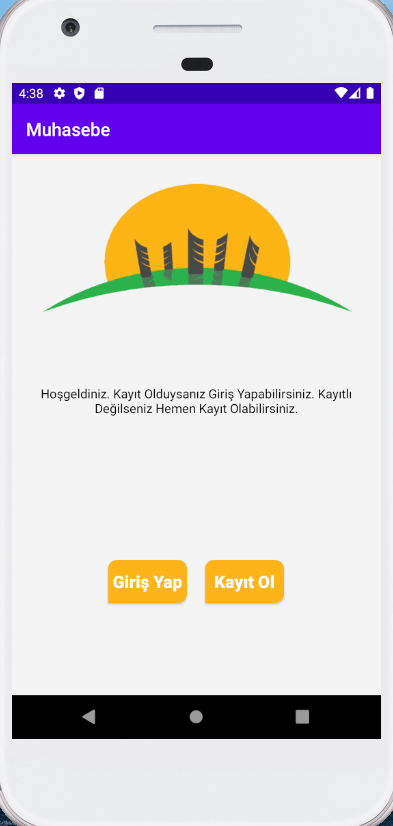 4:38
Muhasebe
Hoşgeldiniz. Kayıt Olduysanız Giriş Yapabilirsiniz. Kayıtlı
Değilseniz Hemen Kayıt Olabilirsiniz.
Giriş Yap
Kayıt Ol